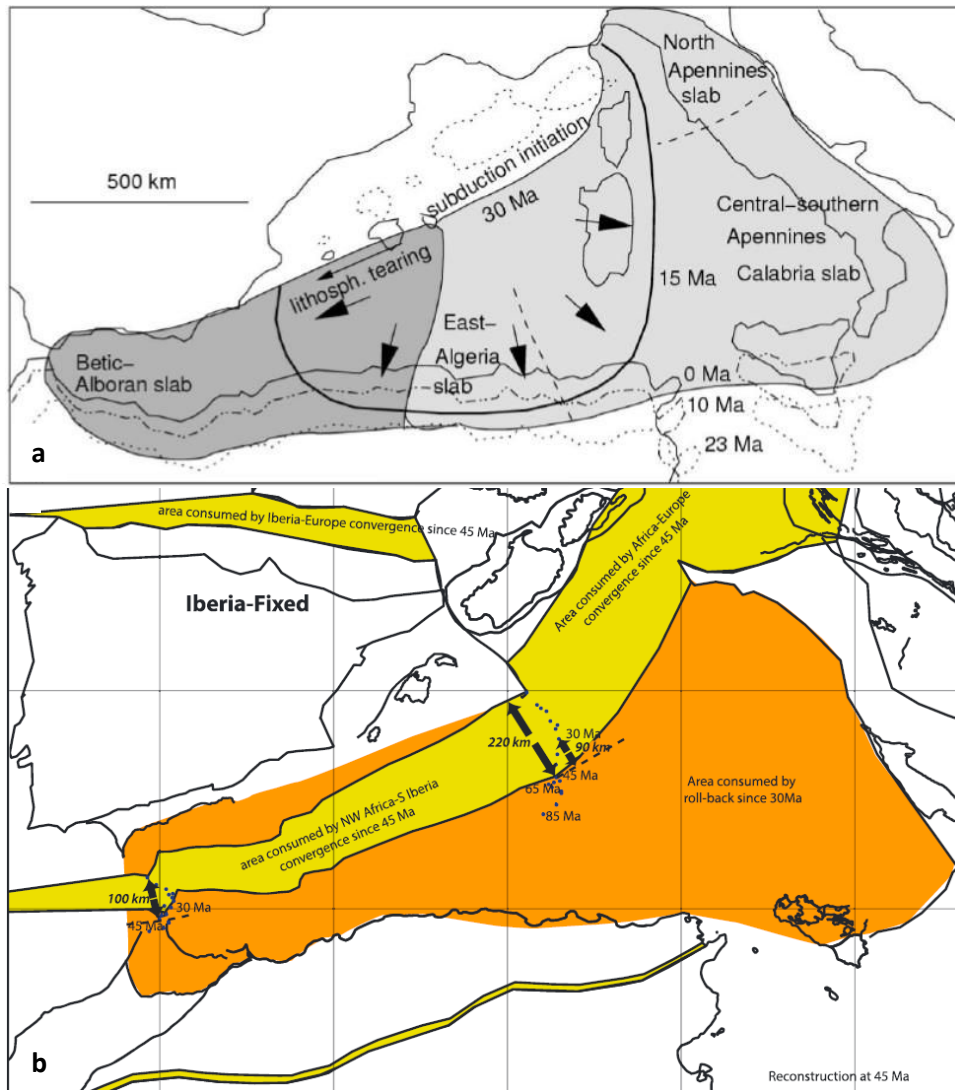 North
Apennines
slab
500 km
subduction initiation
30 Ma
Central-southern
Apennines
Calabria slab
lithosph. tearing
15 Ma
East-
Algeria
slab
Betic-
Alboran slab
0 Ma
10 Ma
23 Ma
a
area consumed by Iberia-Europe convergence since 45 Ma
Iberia-Fixed
Area consumed by Africa-Europe
convergence since 45 Ma
220 km
30 Ma
90 km
45 Ma
65 Ma
85 Ma
Area consumed by
roll-back since 30Ma
area consumed by NW Africa-S Iberia
convergence since 45 Ma
100 km
30 Ma
45 Ma
b
Reconstruction at 45 Ma